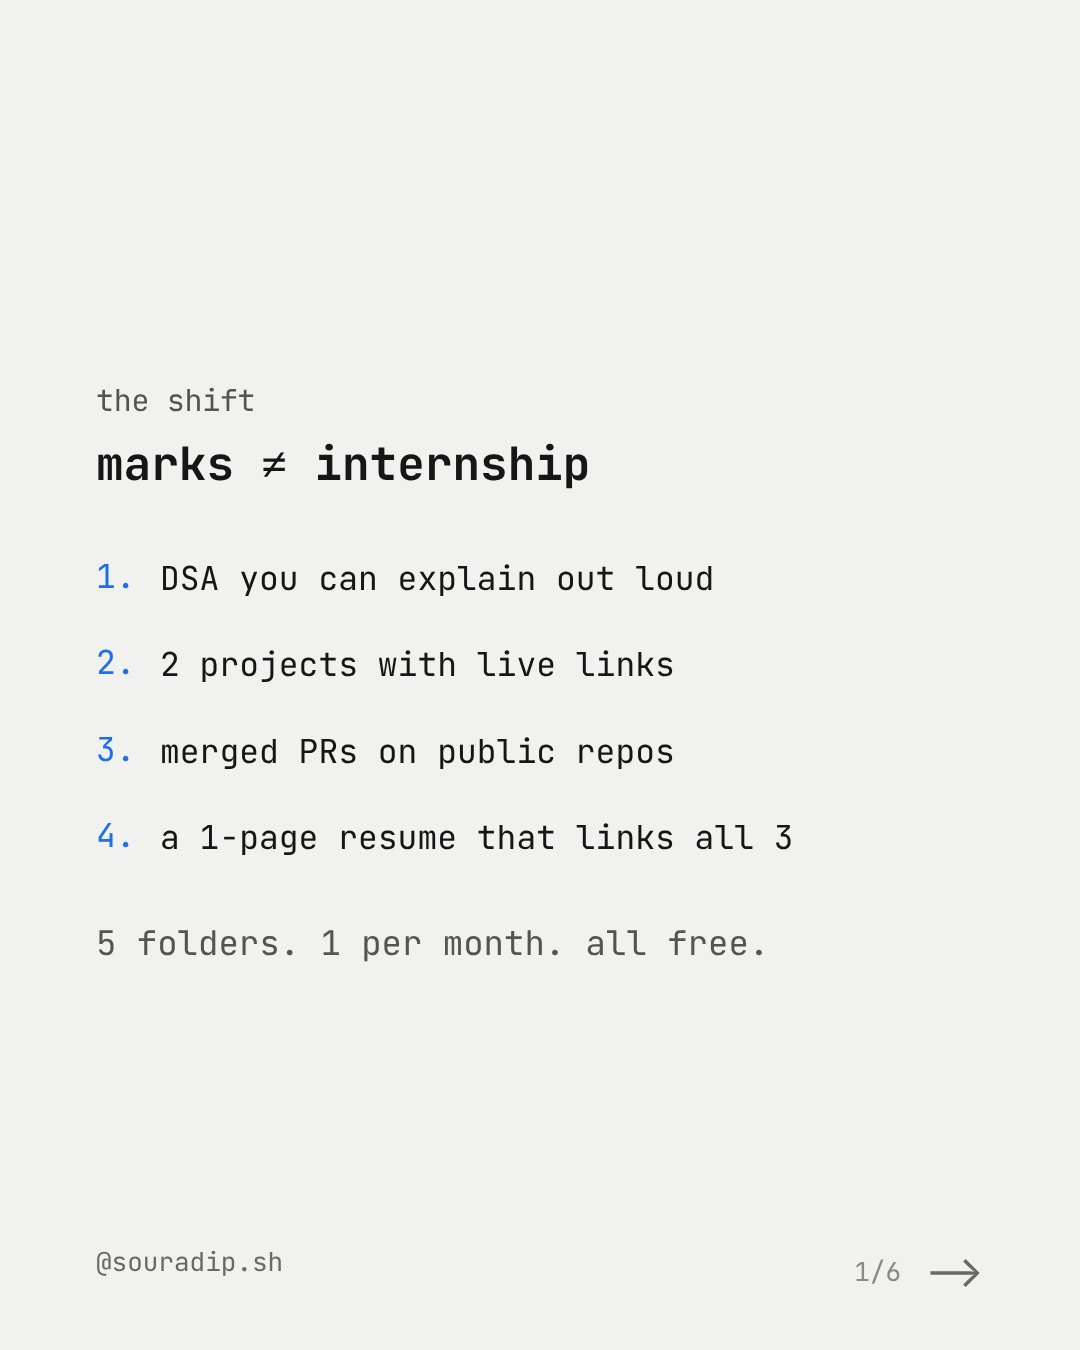 the shift
marks ≠ internship
1. DSA you can explain out loud
2. 2 projects with live links
3. merged PRs on public repos
4. a 1-page resume that links all 3
5 folders. 1 per month. all free.
@souradip.sh
1/6 →